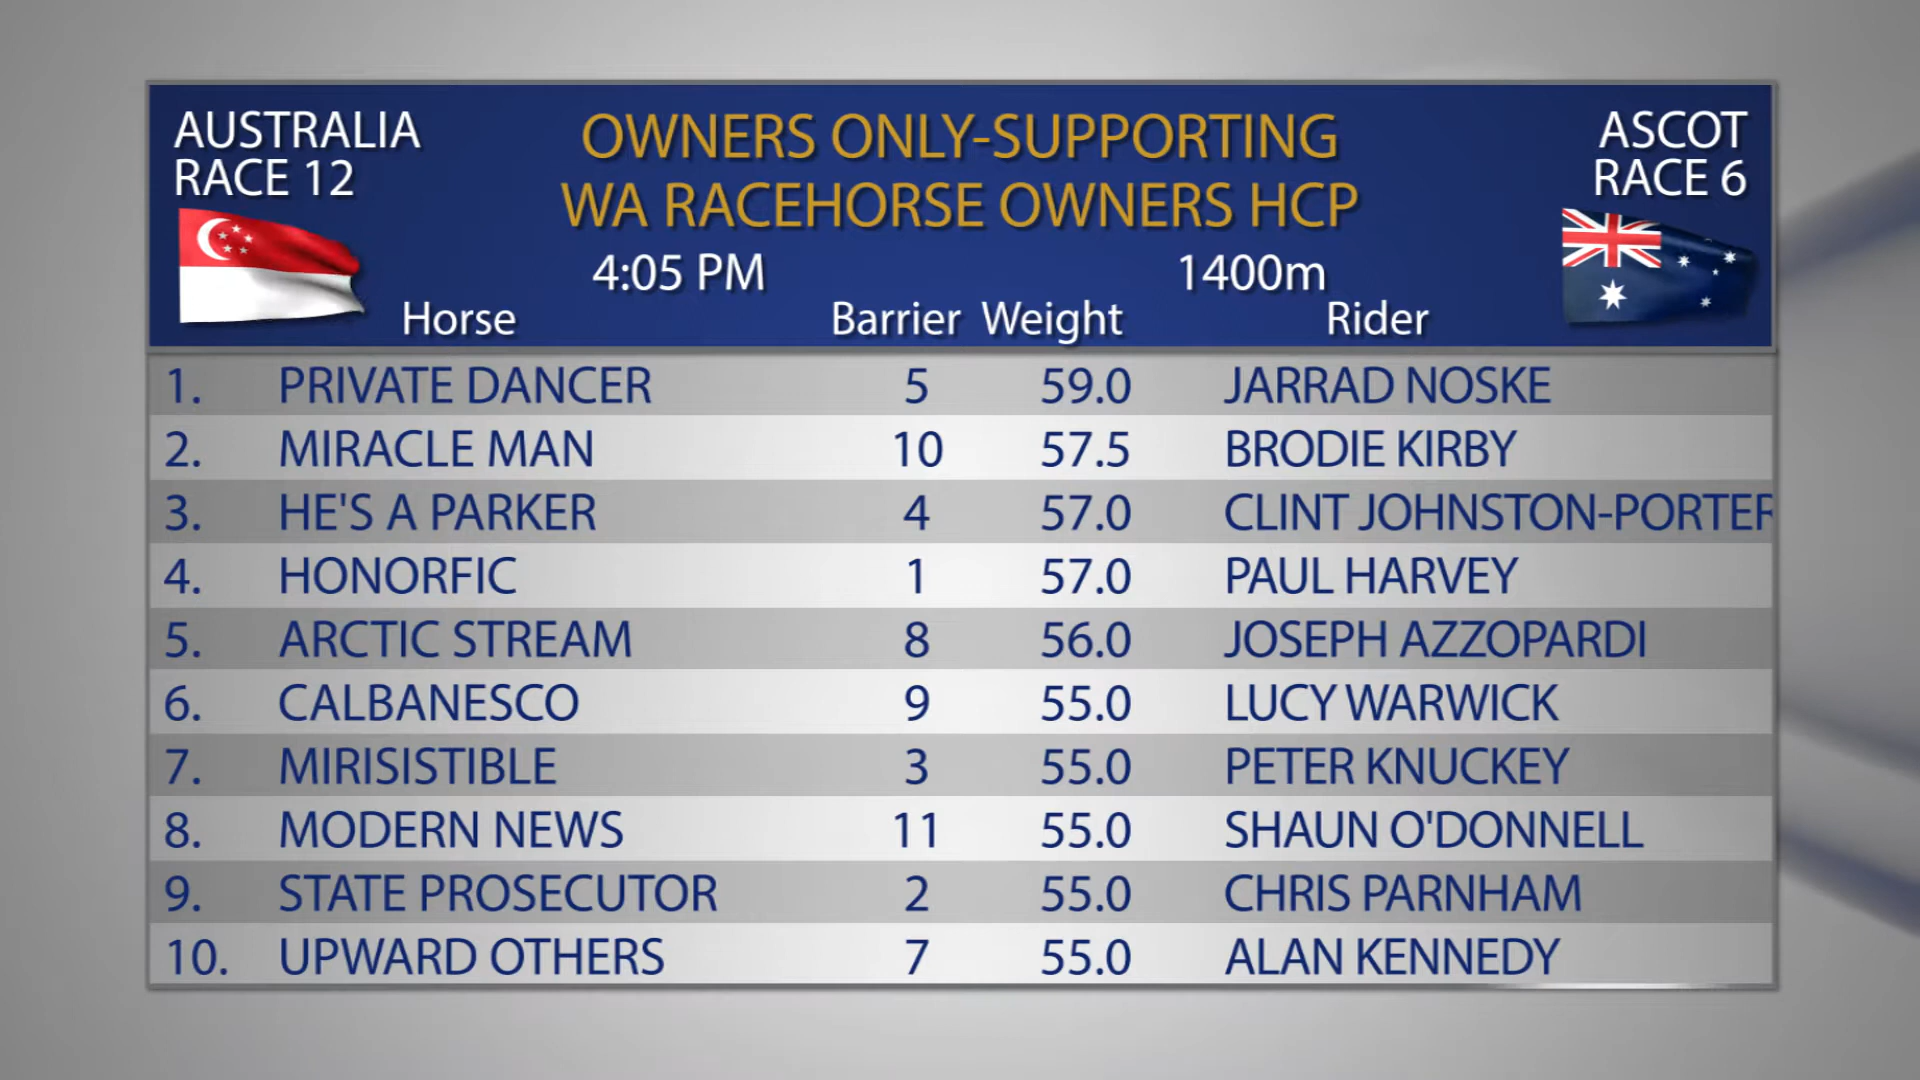 AUSTRALIA
RACE 12
OWNERS ONLY-SUPPORTING
WA RACEHORSE OWNERS HCP
ASCOT
RACE 6
4:05 PM 1400m
Horse Barrier Weight Rider
1. PRIVATE DANCER 5 59.0 JARRAD NOSKE
2. MIRACLE MAN 10 57.5 BRODIE KIRBY
3. HE'S A PARKER 4 57.0 CLINT JOHNSTON-PORTER
4. HONORFIC 1 57.0 PAUL HARVEY
5. ARCTIC STREAM 8 56.0 JOSEPH AZZOPARDI
6. CALBANESCO 9 55.0 LUCY WARWICK
7. MIRISISTIBLE 3 55.0 PETER KNUCKEY
8. MODERN NEWS 11 55.0 SHAUN O'DONNELL
9. STATE PROSECUTOR 2 55.0 CHRIS PARNHAM
10. UPWARD OTHERS 7 55.0 ALAN KENNEDY